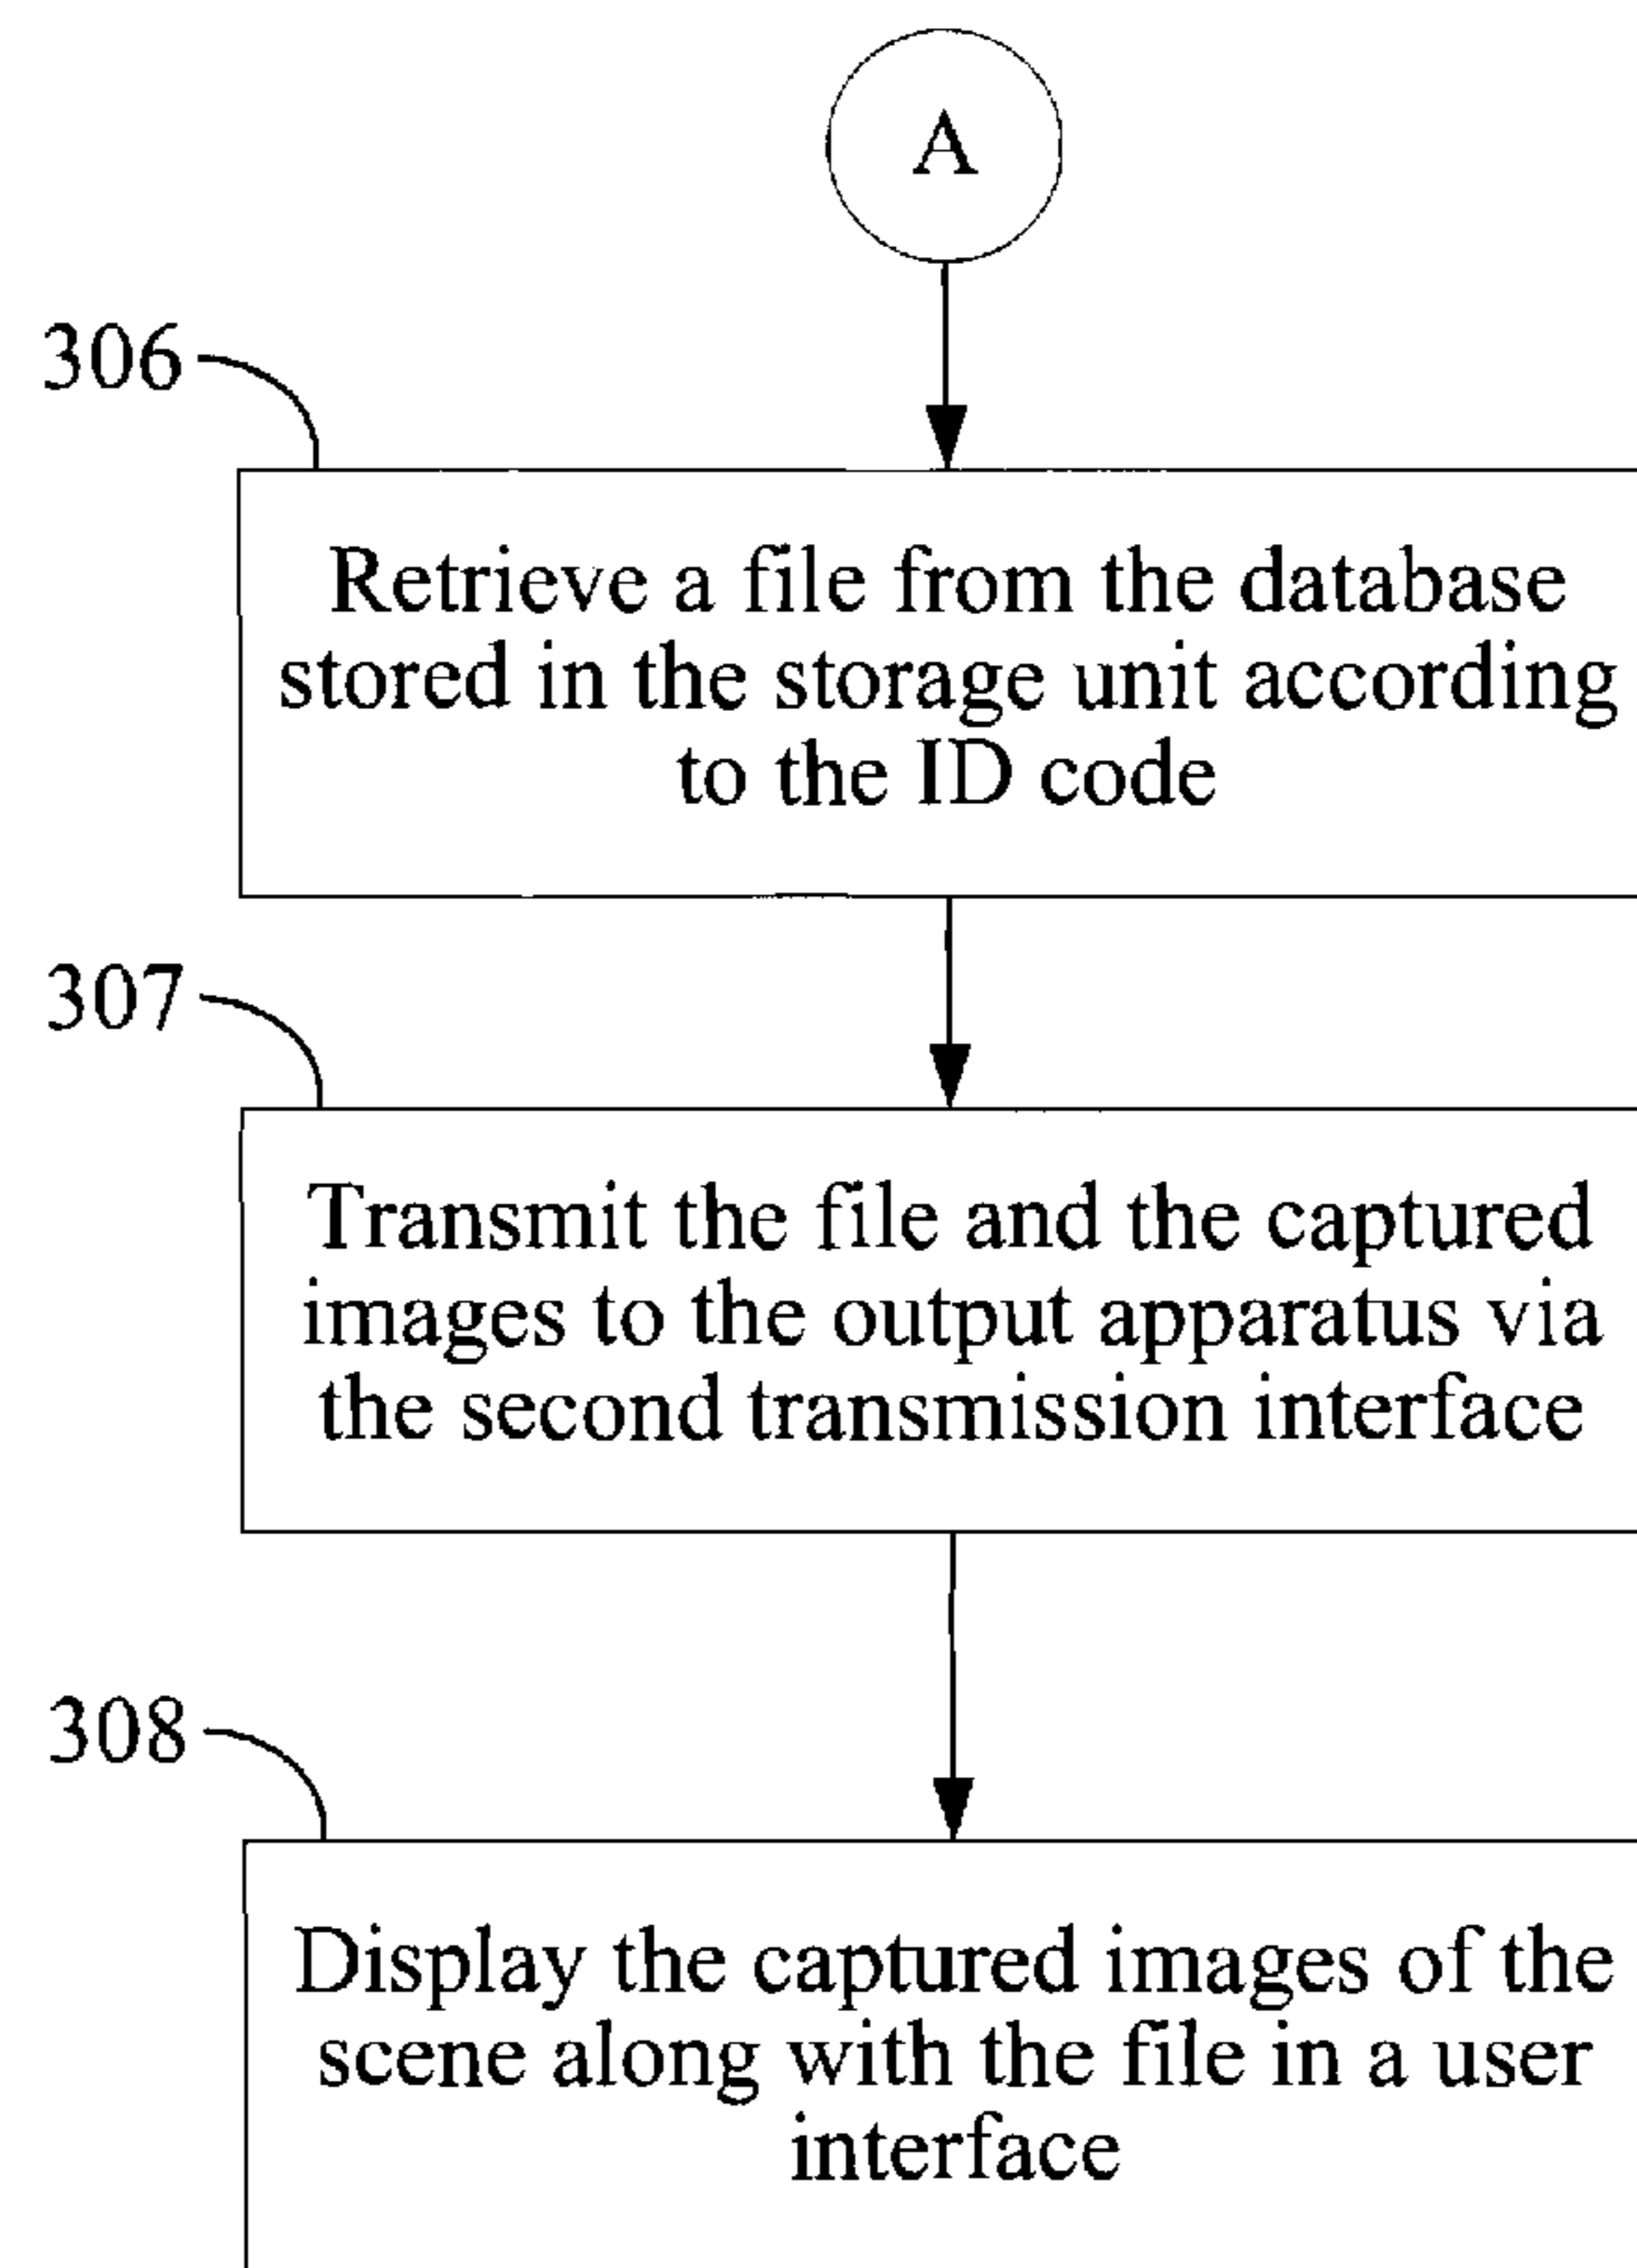 A
306
Retrieve a file from the database
stored in the storage unit according
to the ID code
307
Transmit the file and the captured
images to the output apparatus via
the second transmission interface
308
Display the captured images of the
scene along with the file in a user
interface